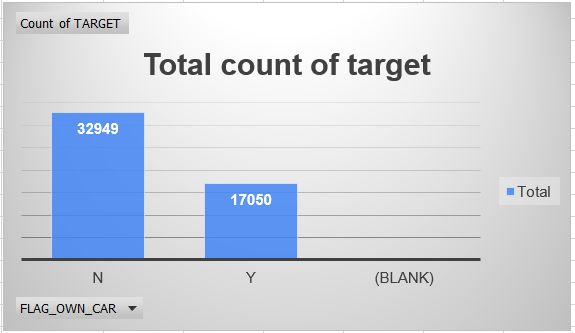 Count of TARGET
Total count of target
32949
17050
Total
N
Y
(BLANK)
FLAG_OWN_CAR